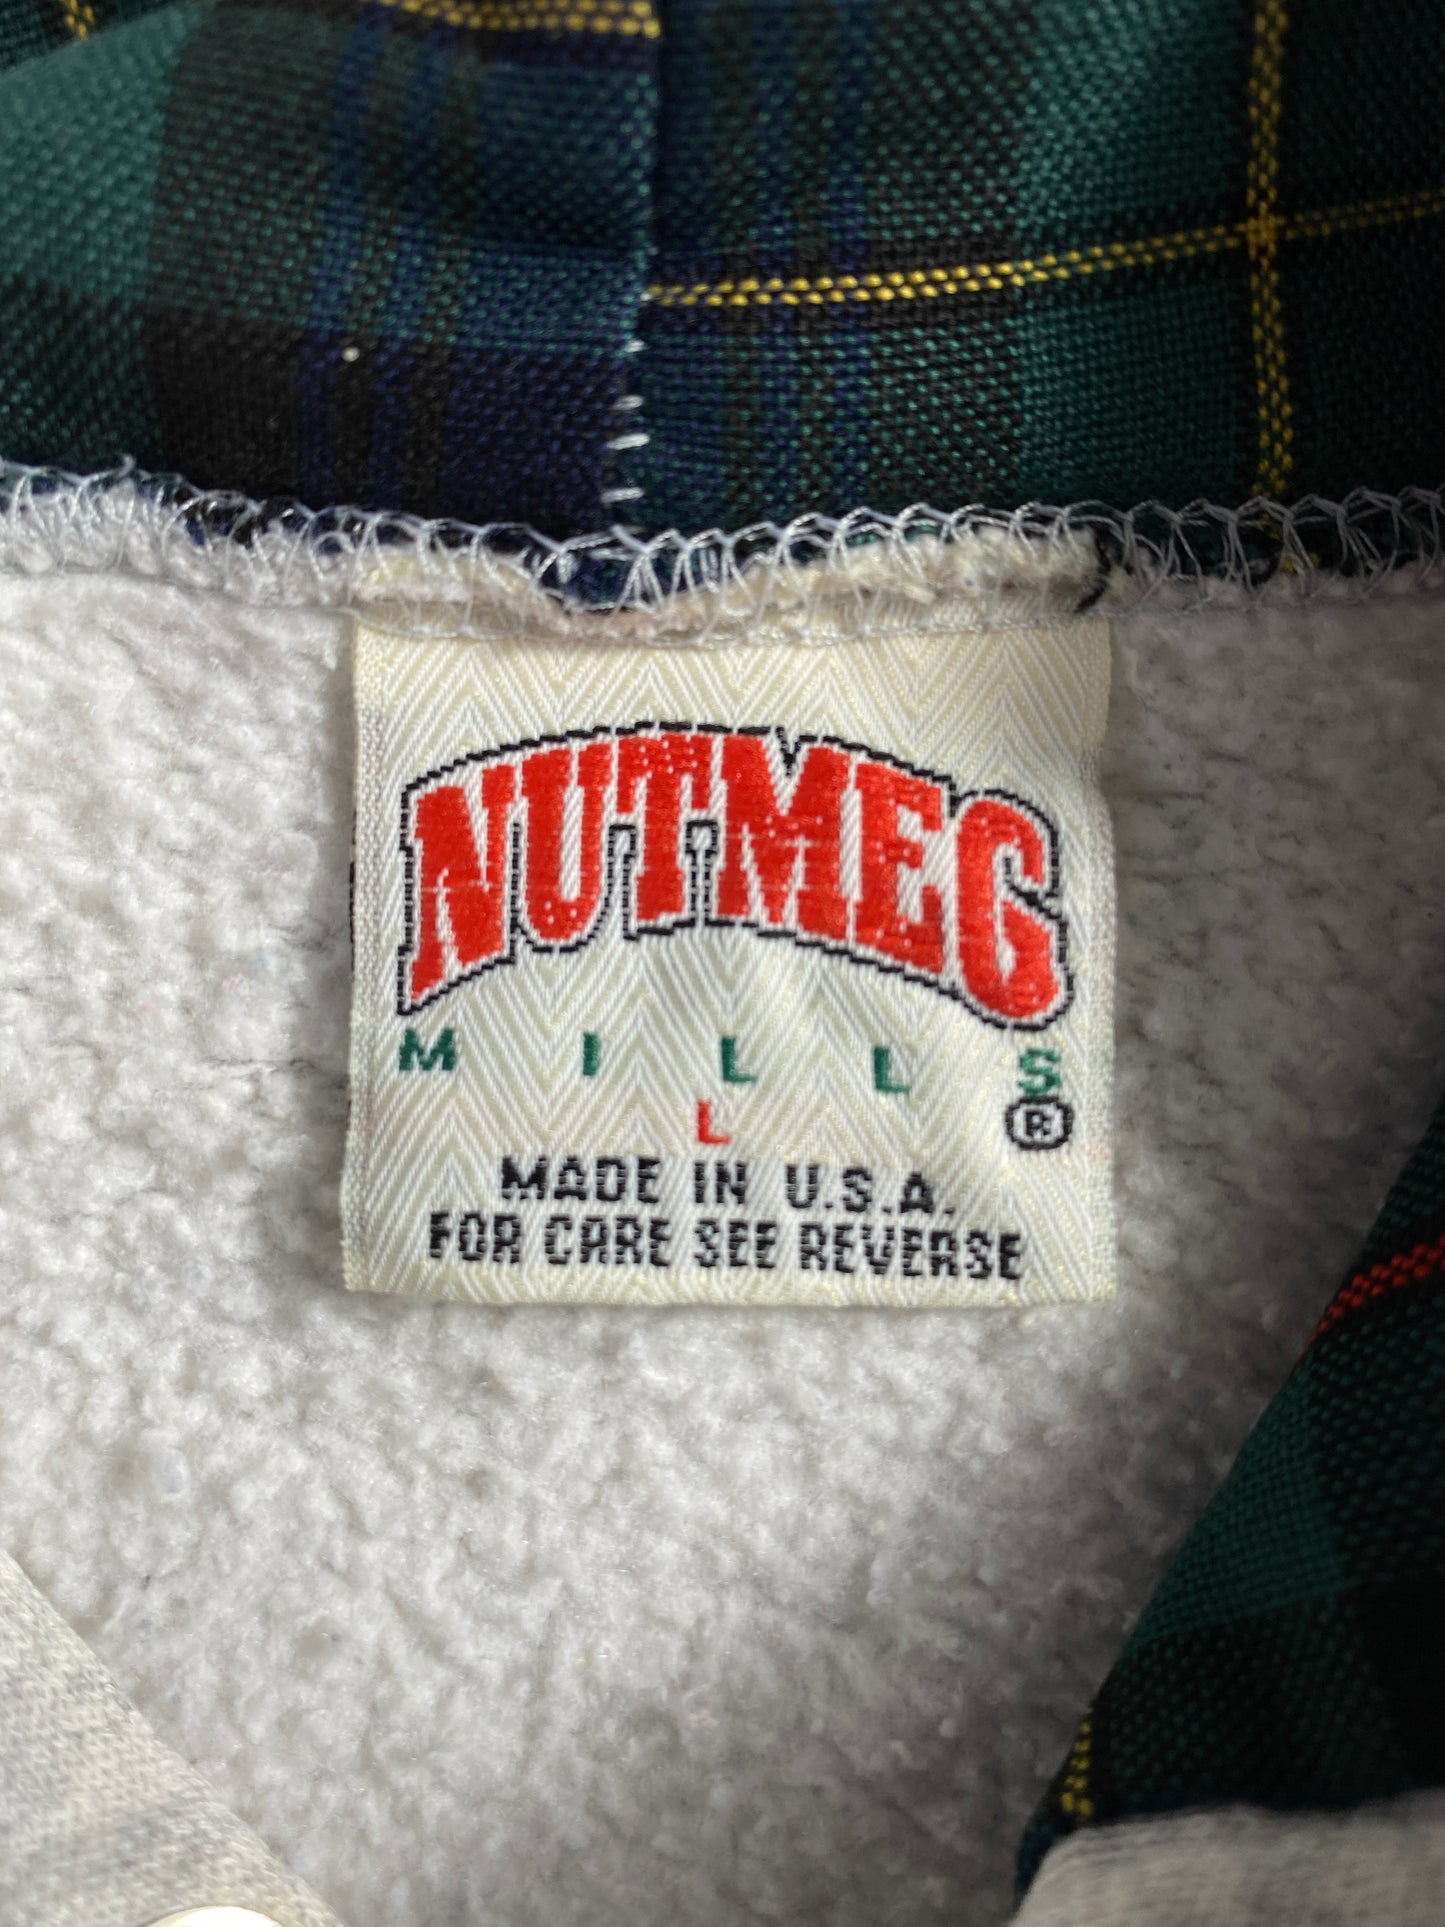 NUTMEG
MILLS
L ®
MADE IN U.S.A.
FOR CARE SEE REVERSE